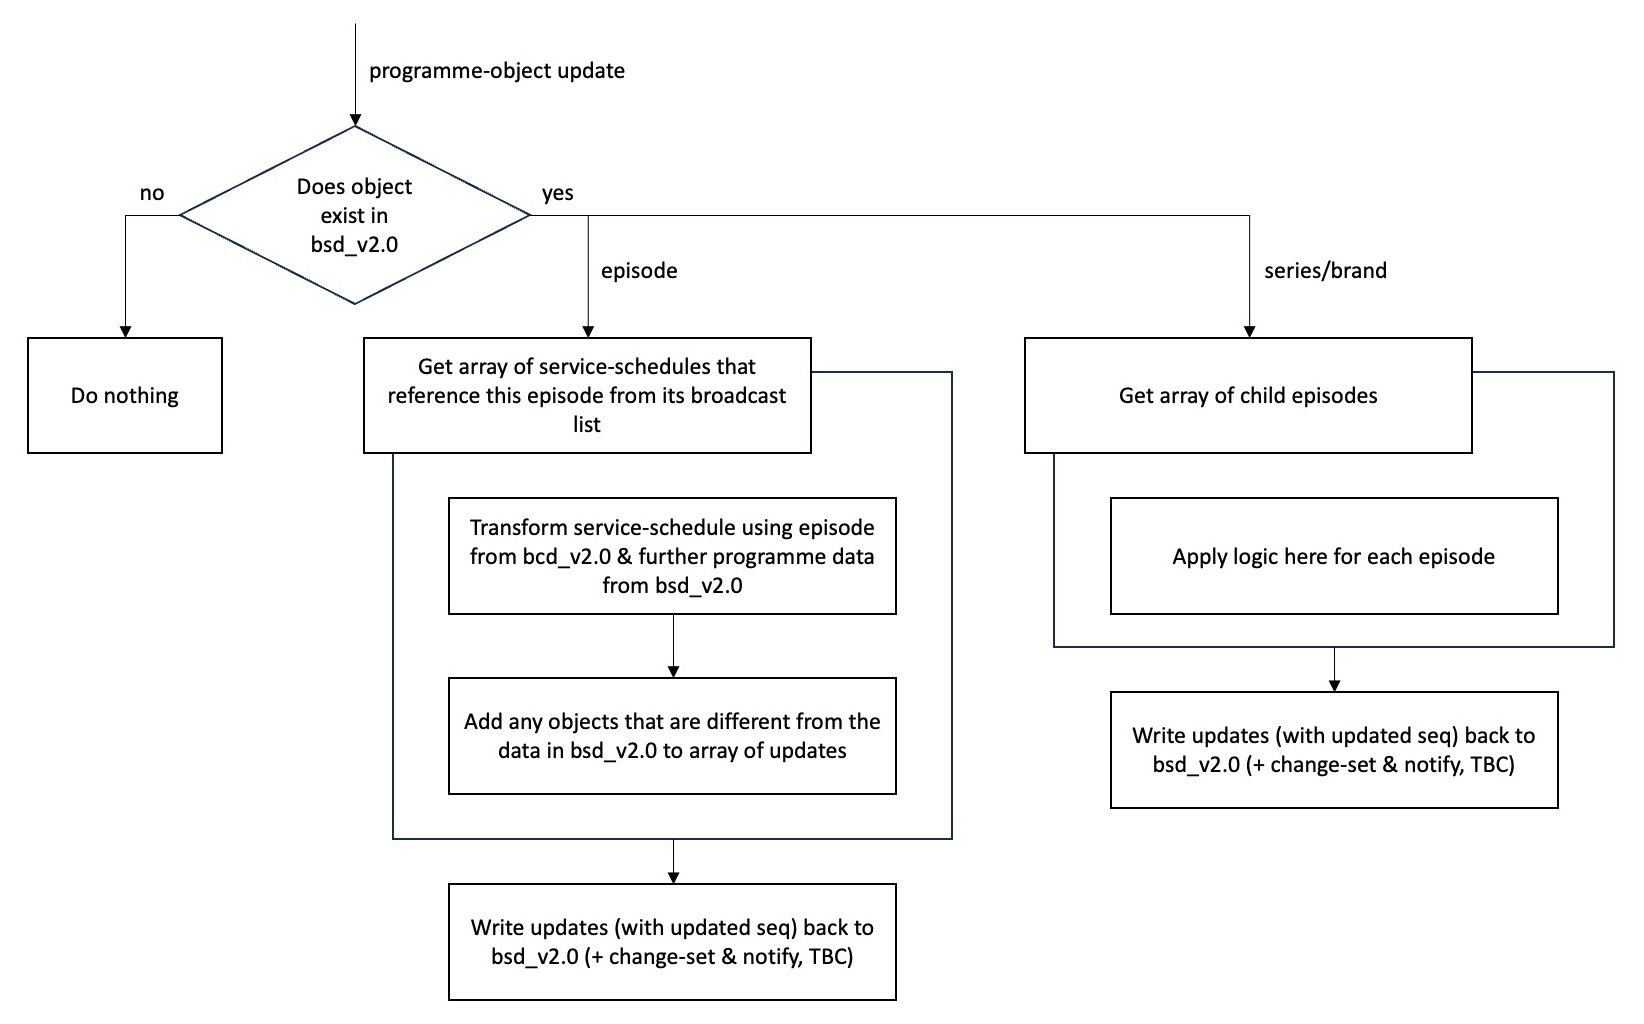 programme-object update
Does object
exist in
bsd_v2.0
no
yes
episode
series/brand
Do nothing
Get array of service-schedules that
reference this episode from its broadcast
list
Get array of child episodes
Transform service-schedule using episode
from bcd_v2.0 & further programme data
from bsd_v2.0
Apply logic here for each episode
Add any objects that are different from the
data in bsd_v2.0 to array of updates
Write updates (with updated seq) back to
bsd_v2.0 (+ change-set & notify, TBC)
Write updates (with updated seq) back to
bsd_v2.0 (+ change-set & notify, TBC)